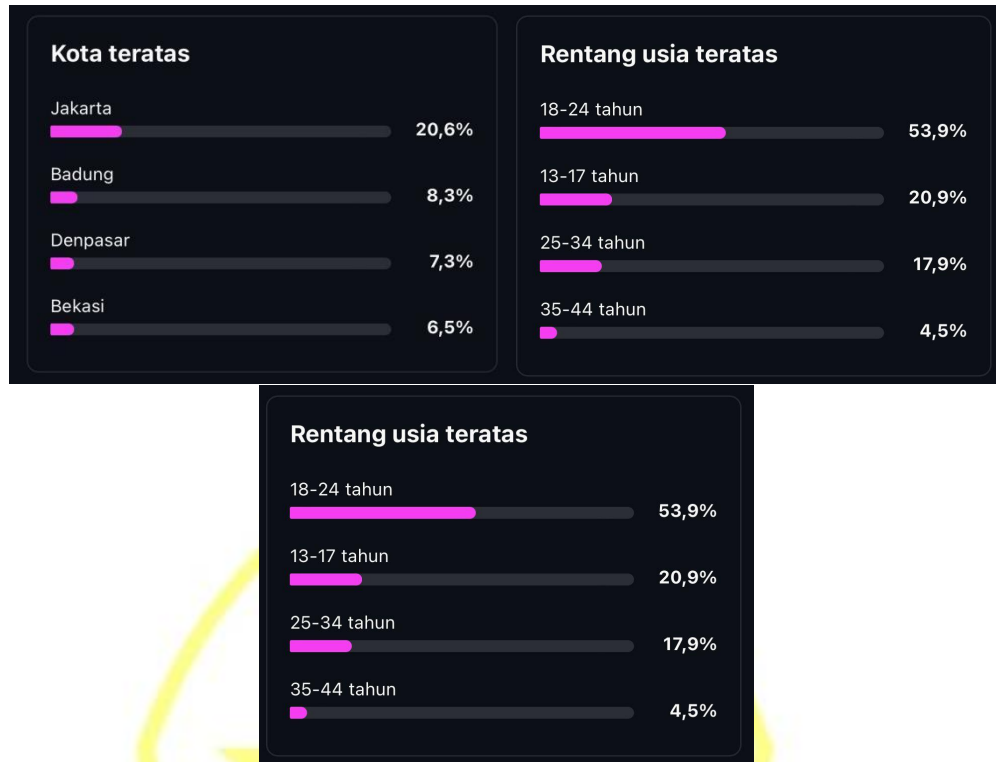 Kota teratas
Jakarta
20,6%
Badung
8,3%
Denpasar
7,3%
Bekasi
6,5%
Rentang usia teratas
18-24 tahun
53,9%
13-17 tahun
20,9%
25-34 tahun
17,9%
35-44 tahun
4,5%
Rentang usia teratas
18-24 tahun
53,9%
13-17 tahun
20,9%
25-34 tahun
17,9%
35-44 tahun
4,5%